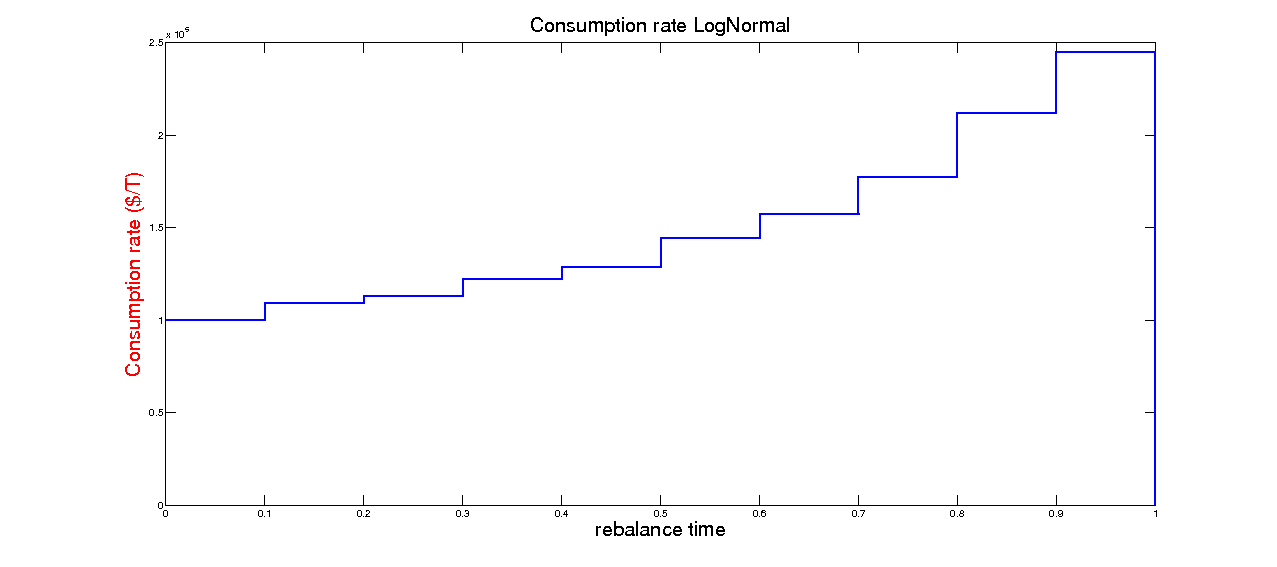 Consumption rate LogNormal
x 10^5
2.5
2
1.5
1
0.5
0
Consumption rate ($/T)
0 0.1 0.2 0.3 0.4 0.5 0.6 0.7 0.8 0.9 1
rebalance time